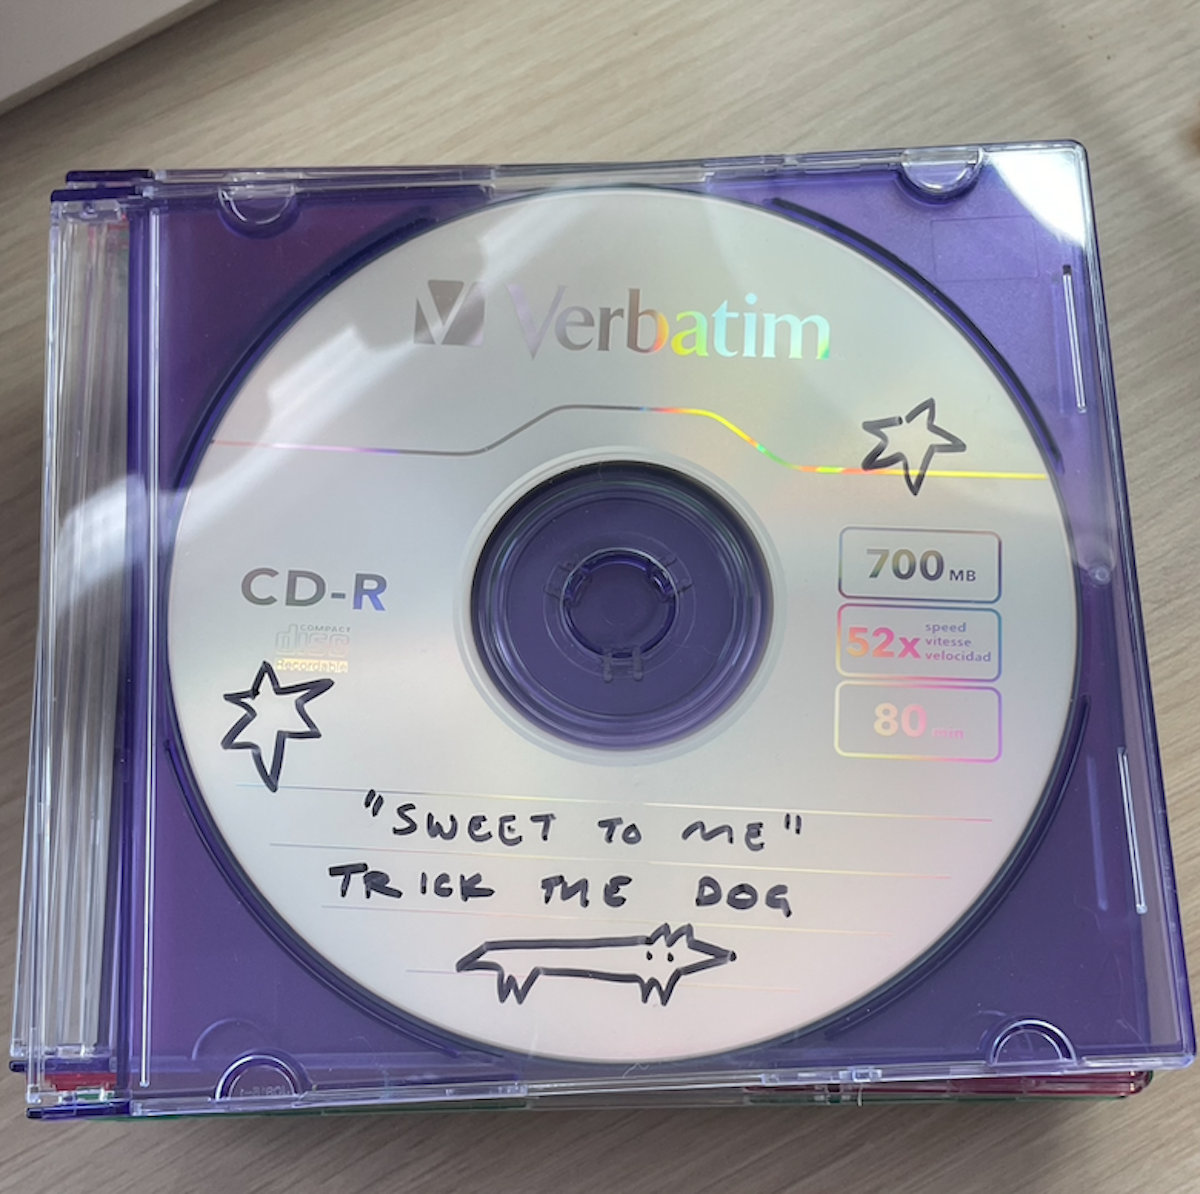 Verbatim
CD-R
COMPACT
disc
Recordable
700 MB
52x speed
vitesse
velocidad
80 min
"SWEET TO ME"
TRICK THE DOG